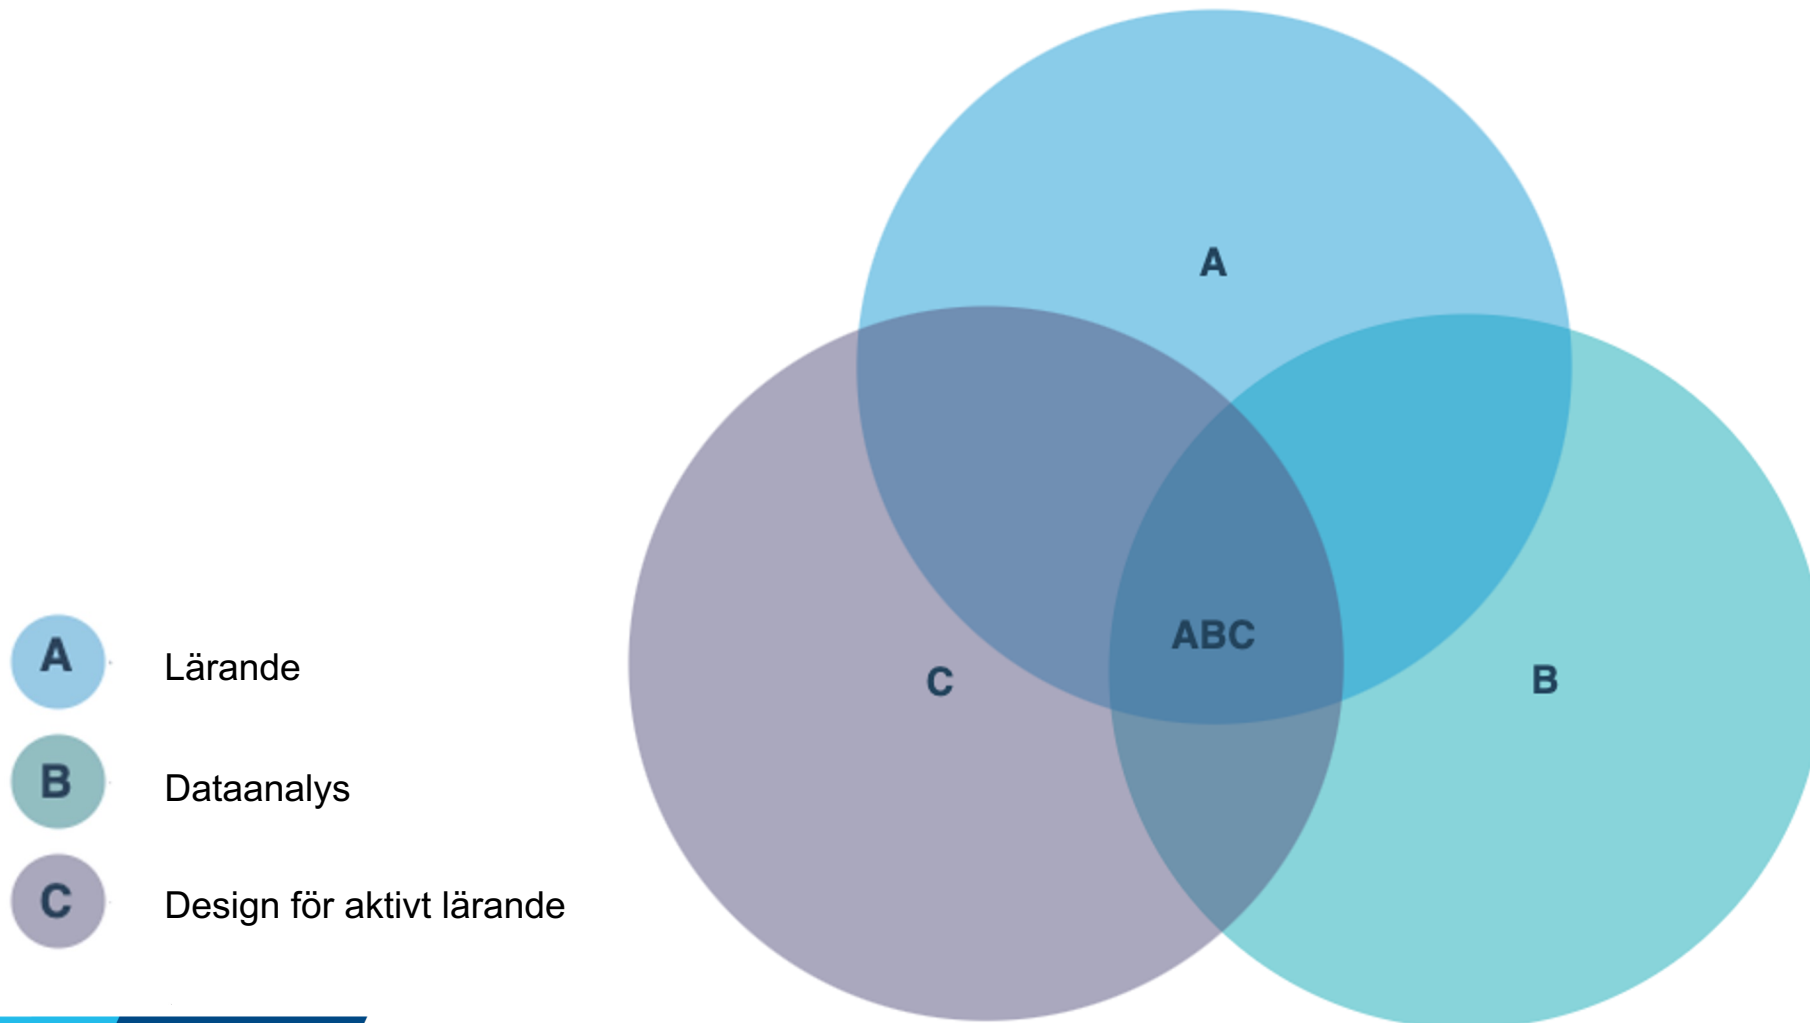 A
ABC
C
B
A Lärande
B Dataanalys
C Design för aktivt lärande